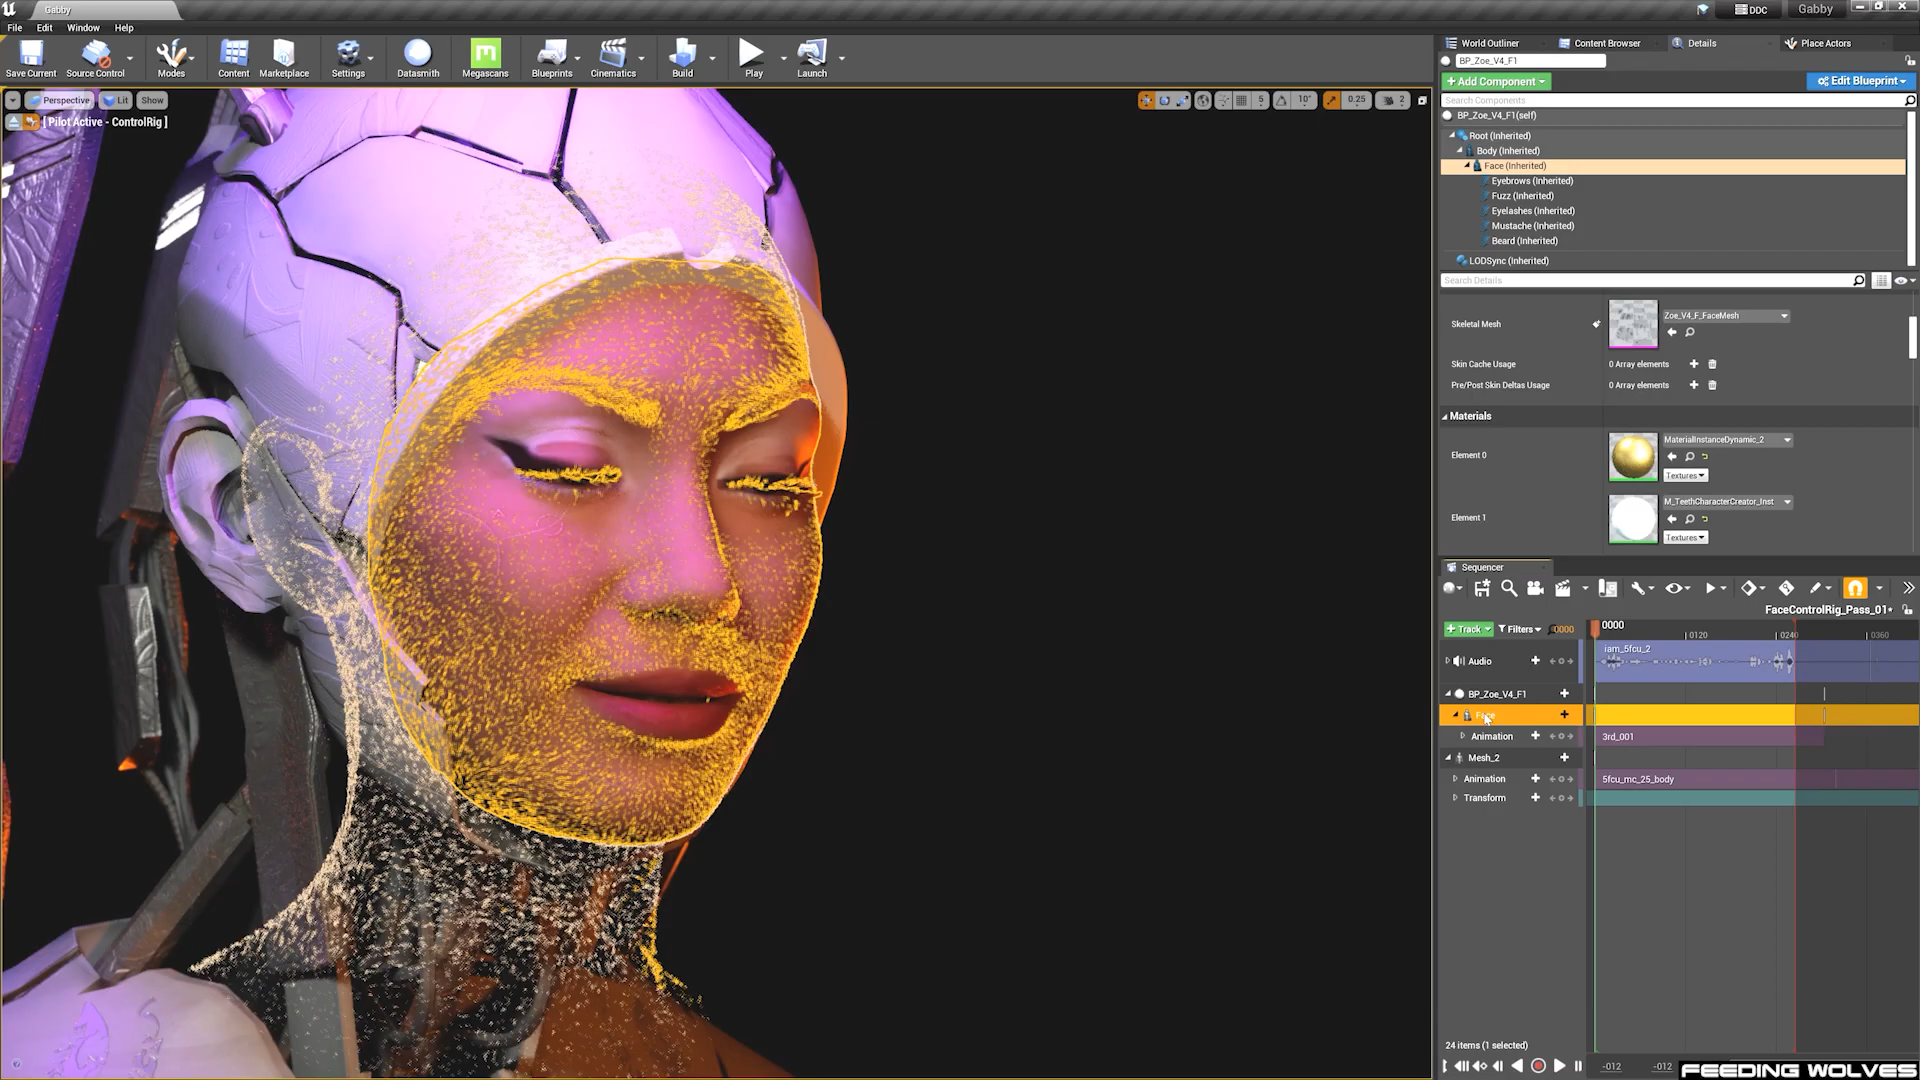 Gabby
DDC
Gabby
File Edit Window Help
Save Current
Source Control
Modes
Content
Marketplace
Settings
Datasmith
Megascans
Blueprints
Cinematics
Build
Play
Launch
World Outliner
Content Browser
Details
Place Actors
BP_Zoe_V4_F1
+ Add Component
Edit Blueprint
Search Components
BP_Zoe_V4_F1(self)
Root (Inherited)
Body (Inherited)
Face (Inherited)
Eyebrows (Inherited)
Fuzz (Inherited)
Eyelashes (Inherited)
Mustache (Inherited)
Beard (Inherited)
LODSync (Inherited)
Search Details
Perspective Lit Show
5 10° 0.25 2
[ Pilot Active - ControlRig ]
Skeletal Mesh
Zoe_V4_F_FaceMesh
Skin Cache Usage 0 Array elements
Pre/Post Skin Deltas Usage 0 Array elements
Materials
Element 0
MaterialInstanceDynamic_2
Textures
Element 1
M_TeethCharacterCreator_Inst
Textures
Sequencer
FaceControlRig_Pass_01*
+ Track Filters 0000
0000
0120 0240 0360
Audio
iam_5fcu_2
BP_Zoe_V4_F1
Face
Animation
3rd_001
Mesh_2
Animation
5fcu_mc_25_body
Transform
24 items (1 selected)
-012 -012
FEEDING WOLVES